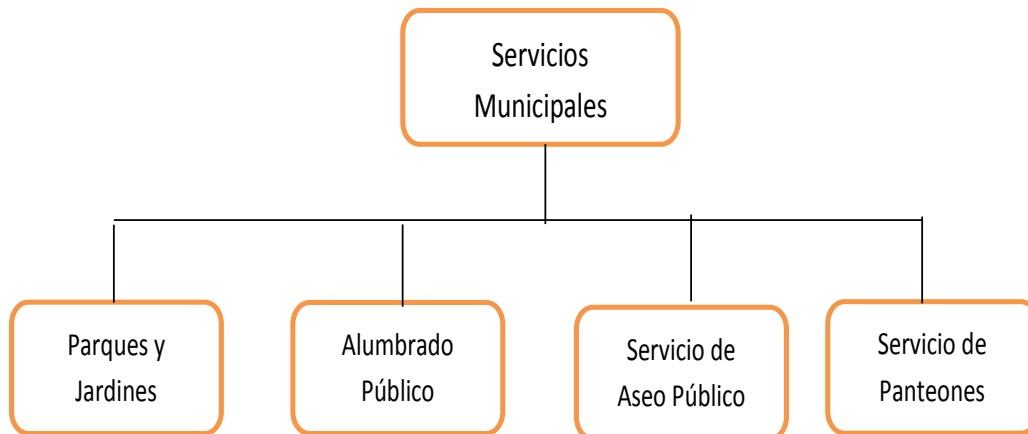 Servicios
Municipales
Parques y
Jardines
Alumbrado
Público
Servicio de
Aseo Público
Servicio de
Panteones